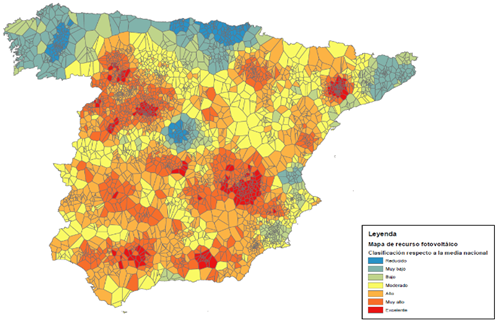 Leyenda
Mapa de recurso fotovoltaico
Clasificación respecto a la media nacional
Reducido
Muy bajo
Bajo
Moderado
Alto
Muy alto
Excelente